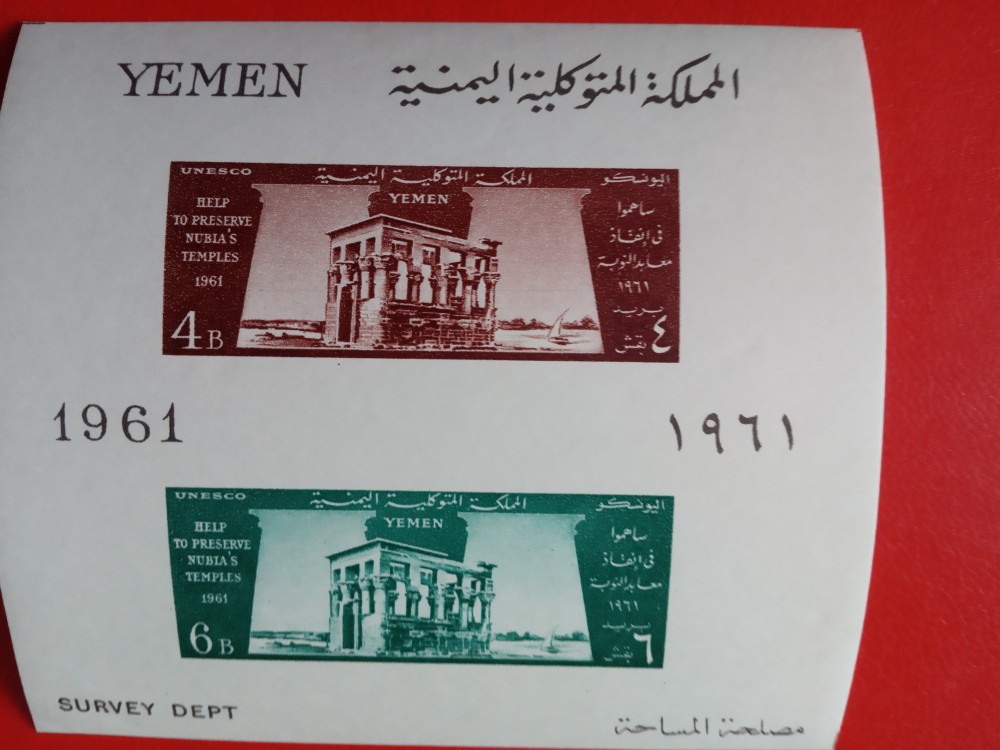 YEMEN المملكة المتوكلية اليمنية
UNESCO المملكة المتوكلية اليمنية اليونسكو
YEMEN
HELP
TO PRESERVE
NUBIA'S
TEMPLES
1961
4 B
ساهموا
فى إنقاذ
معابد النوبة
١٩٦١
بريد
٤ بقش
1961 ١٩٦١
UNESCO المملكة المتوكلية اليمنية اليونسكو
YEMEN
HELP
TO PRESERVE
NUBIA'S
TEMPLES
1961
6 B
ساهموا
فى إنقاذ
معابد النوبة
١٩٦١
بريد
٦ بقش
SURVEY DEPT مصلحة المساحة